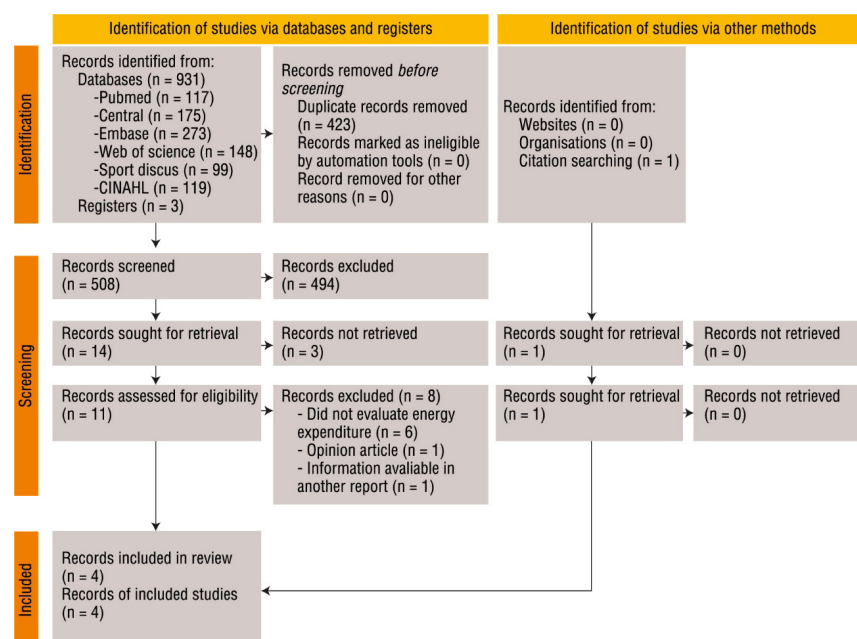 Identification of studies via databases and registers
Identification of studies via other methods
Identification
Records identified from:
Databases (n = 931)
-Pubmed (n = 117)
-Central (n = 175)
-Embase (n = 273)
-Web of science (n = 148)
-Sport discus (n = 99)
-CINAHL (n = 119)
Registers (n = 3)
Records removed before
screening
Duplicate records removed
(n = 423)
Records marked as ineligible
by automation tools (n = 0)
Record removed for other
reasons (n = 0)
Records identified from:
Websites (n = 0)
Organisations (n = 0)
Citation searching (n = 1)
Screening
Records screened
(n = 508)
Records excluded
(n = 494)
Records sought for retrieval
(n = 14)
Records not retrieved
(n = 3)
Records sought for retrieval
(n = 1)
Records not retrieved
(n = 0)
Records assessed for eligibility
(n = 11)
Records excluded (n = 8)
- Did not evaluate energy
expenditure (n = 6)
- Opinion article (n = 1)
- Information avaliable in
another report (n = 1)
Records sought for retrieval
(n = 1)
Records not retrieved
(n = 0)
Included
Records included in review
(n = 4)
Records of included studies
(n = 4)